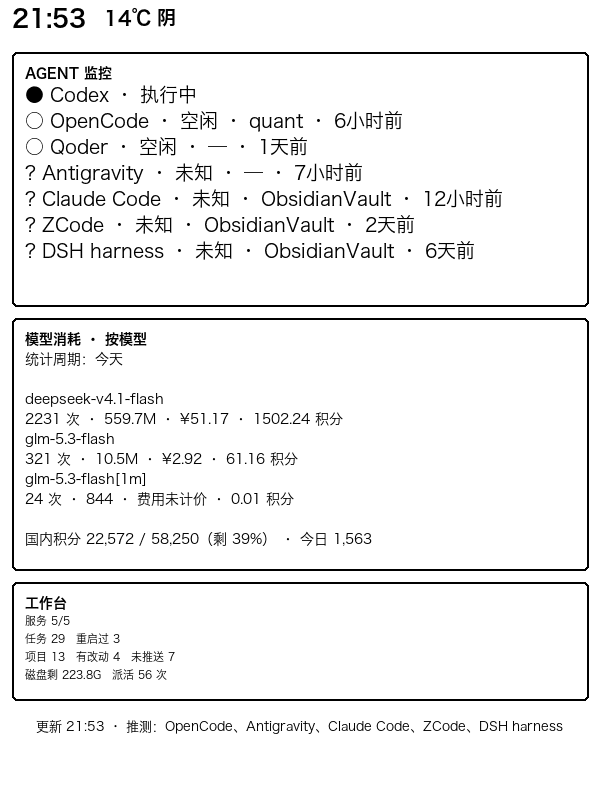 21:53 14℃ 阴
AGENT 监控
● Codex · 执行中
○ OpenCode · 空闲 · quant · 6小时前
○ Qoder · 空闲 · — · 1天前
? Antigravity · 未知 · — · 7小时前
? Claude Code · 未知 · ObsidianVault · 12小时前
? ZCode · 未知 · ObsidianVault · 2天前
? DSH harness · 未知 · ObsidianVault · 6天前
模型消耗 · 按模型
统计周期：今天
deepseek-v4.1-flash
2231 次 · 559.7M · ¥51.17 · 1502.24 积分
glm-5.3-flash
321 次 · 10.5M · ¥2.92 · 61.16 积分
glm-5.3-flash[1m]
24 次 · 844 · 费用未计价 · 0.01 积分
国内积分 22,572 / 58,250（剩 39%） · 今日 1,563
工作台
服务 5/5
任务 29 重启过 3
项目 13 有改动 4 未推送 7
磁盘剩 223.8G 派活 56 次
更新 21:53 · 推测：OpenCode、Antigravity、Claude Code、ZCode、DSH harness